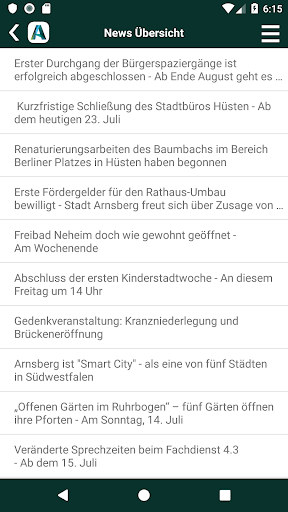 6:15
A
News Übersicht
Erster Durchgang der Bürgerspaziergänge ist
erfolgreich abgeschlossen - Ab Ende August geht es ...
Kurzfristige Schließung des Stadtbüros Hüsten - Ab
dem heutigen 23. Juli
Renaturierungsarbeiten des Baumbachs im Bereich
Berliner Platzes in Hüsten haben begonnen
Erste Fördergelder für den Rathaus-Umbau
bewilligt - Stadt Arnsberg freut sich über Zusage von ...
Freibad Neheim doch wie gewohnt geöffnet -
Am Wochenende
Abschluss der ersten Kinderstadtwoche - An diesem
Freitag um 14 Uhr
Gedenkveranstaltung: Kranzniederlegung und
Brückeneröffnung
Arnsberg ist "Smart City" - als eine von fünf Städten
in Südwestfalen
„Offenen Gärten im Ruhrbogen“ – fünf Gärten öffnen
ihre Pforten - Am Sonntag, 14. Juli
Veränderte Sprechzeiten beim Fachdienst 4.3
- Ab dem 15. Juli